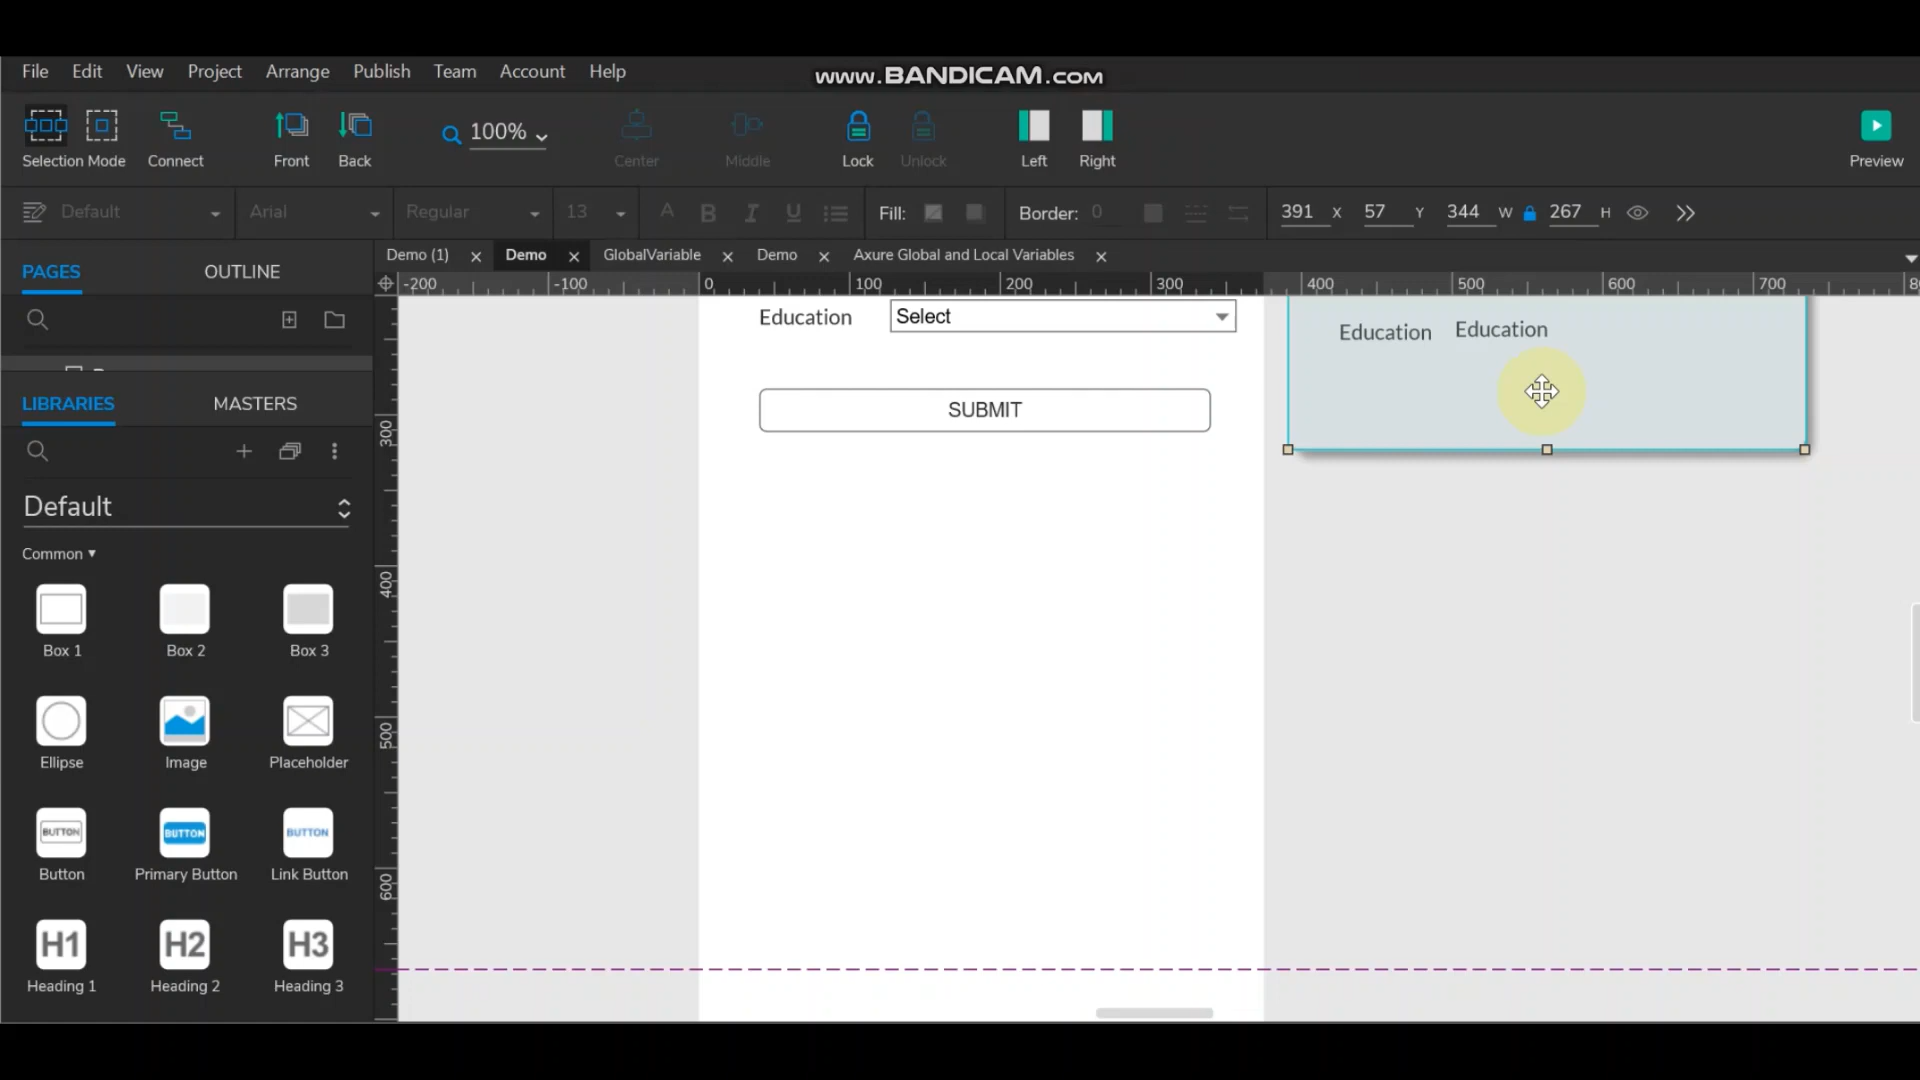 File Edit View Project Arrange Publish Team Account Help
www.BANDICAM.com
Selection Mode Connect Front Back 100% Center Middle Lock Unlock Left Right Preview
Default Arial Regular 13 A B I U Fill: Border: 0 391 X 57 Y 344 W 267 H
Demo (1) Demo GlobalVariable Demo Axure Global and Local Variables
PAGES OUTLINE
-200 -100 0 100 200 300 400 500 600 700
Education Select
Education Education
LIBRARIES MASTERS
SUBMIT
300
Default
Common
400
Box 1 Box 2 Box 3
500
Ellipse Image Placeholder
BUTTON BUTTON BUTTON
Button Primary Button Link Button
600
H1 H2 H3
Heading 1 Heading 2 Heading 3